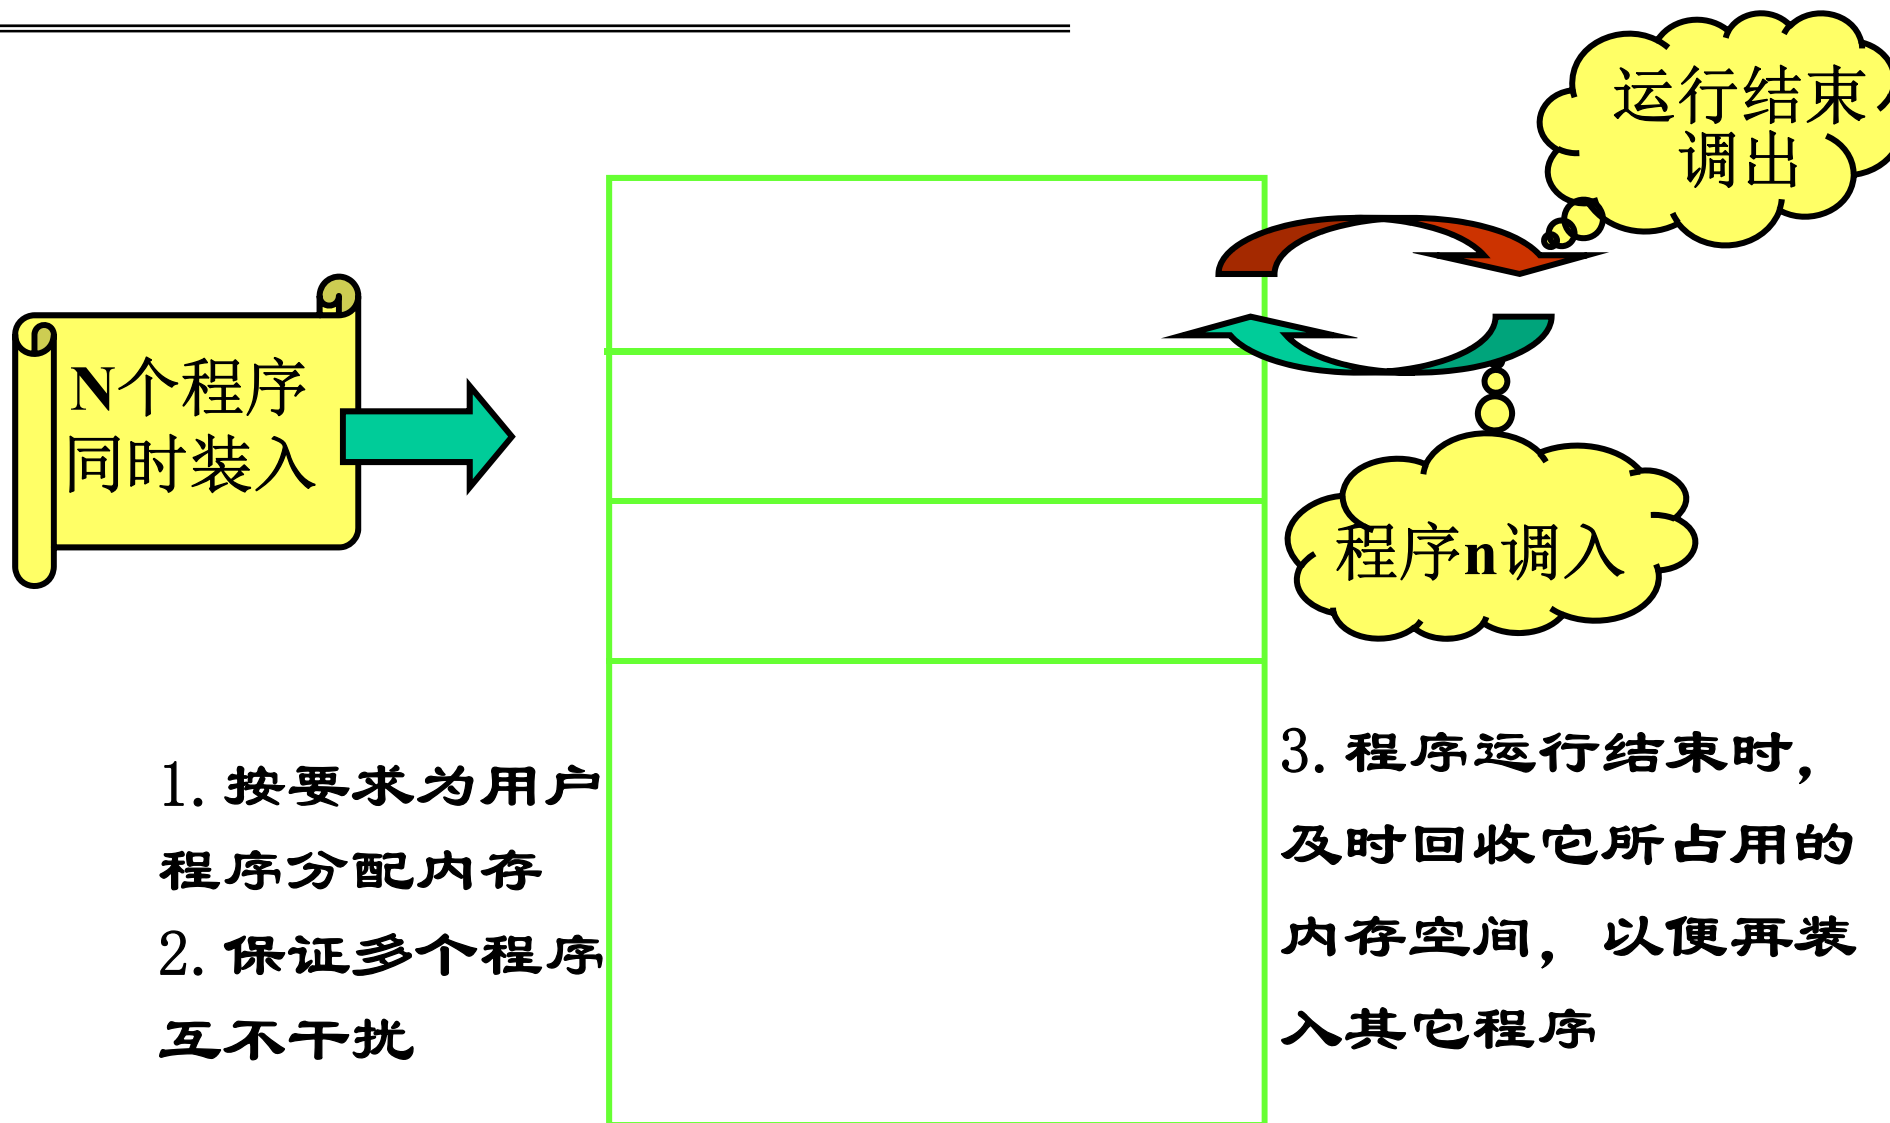 运行结束
调出
N个程序
同时装入
程序n调入
1.按要求为用户
程序分配内存
2.保证多个程序
互不干扰
3.程序运行结束时，
及时回收它所占用的
内存空间，以便再装
入其它程序